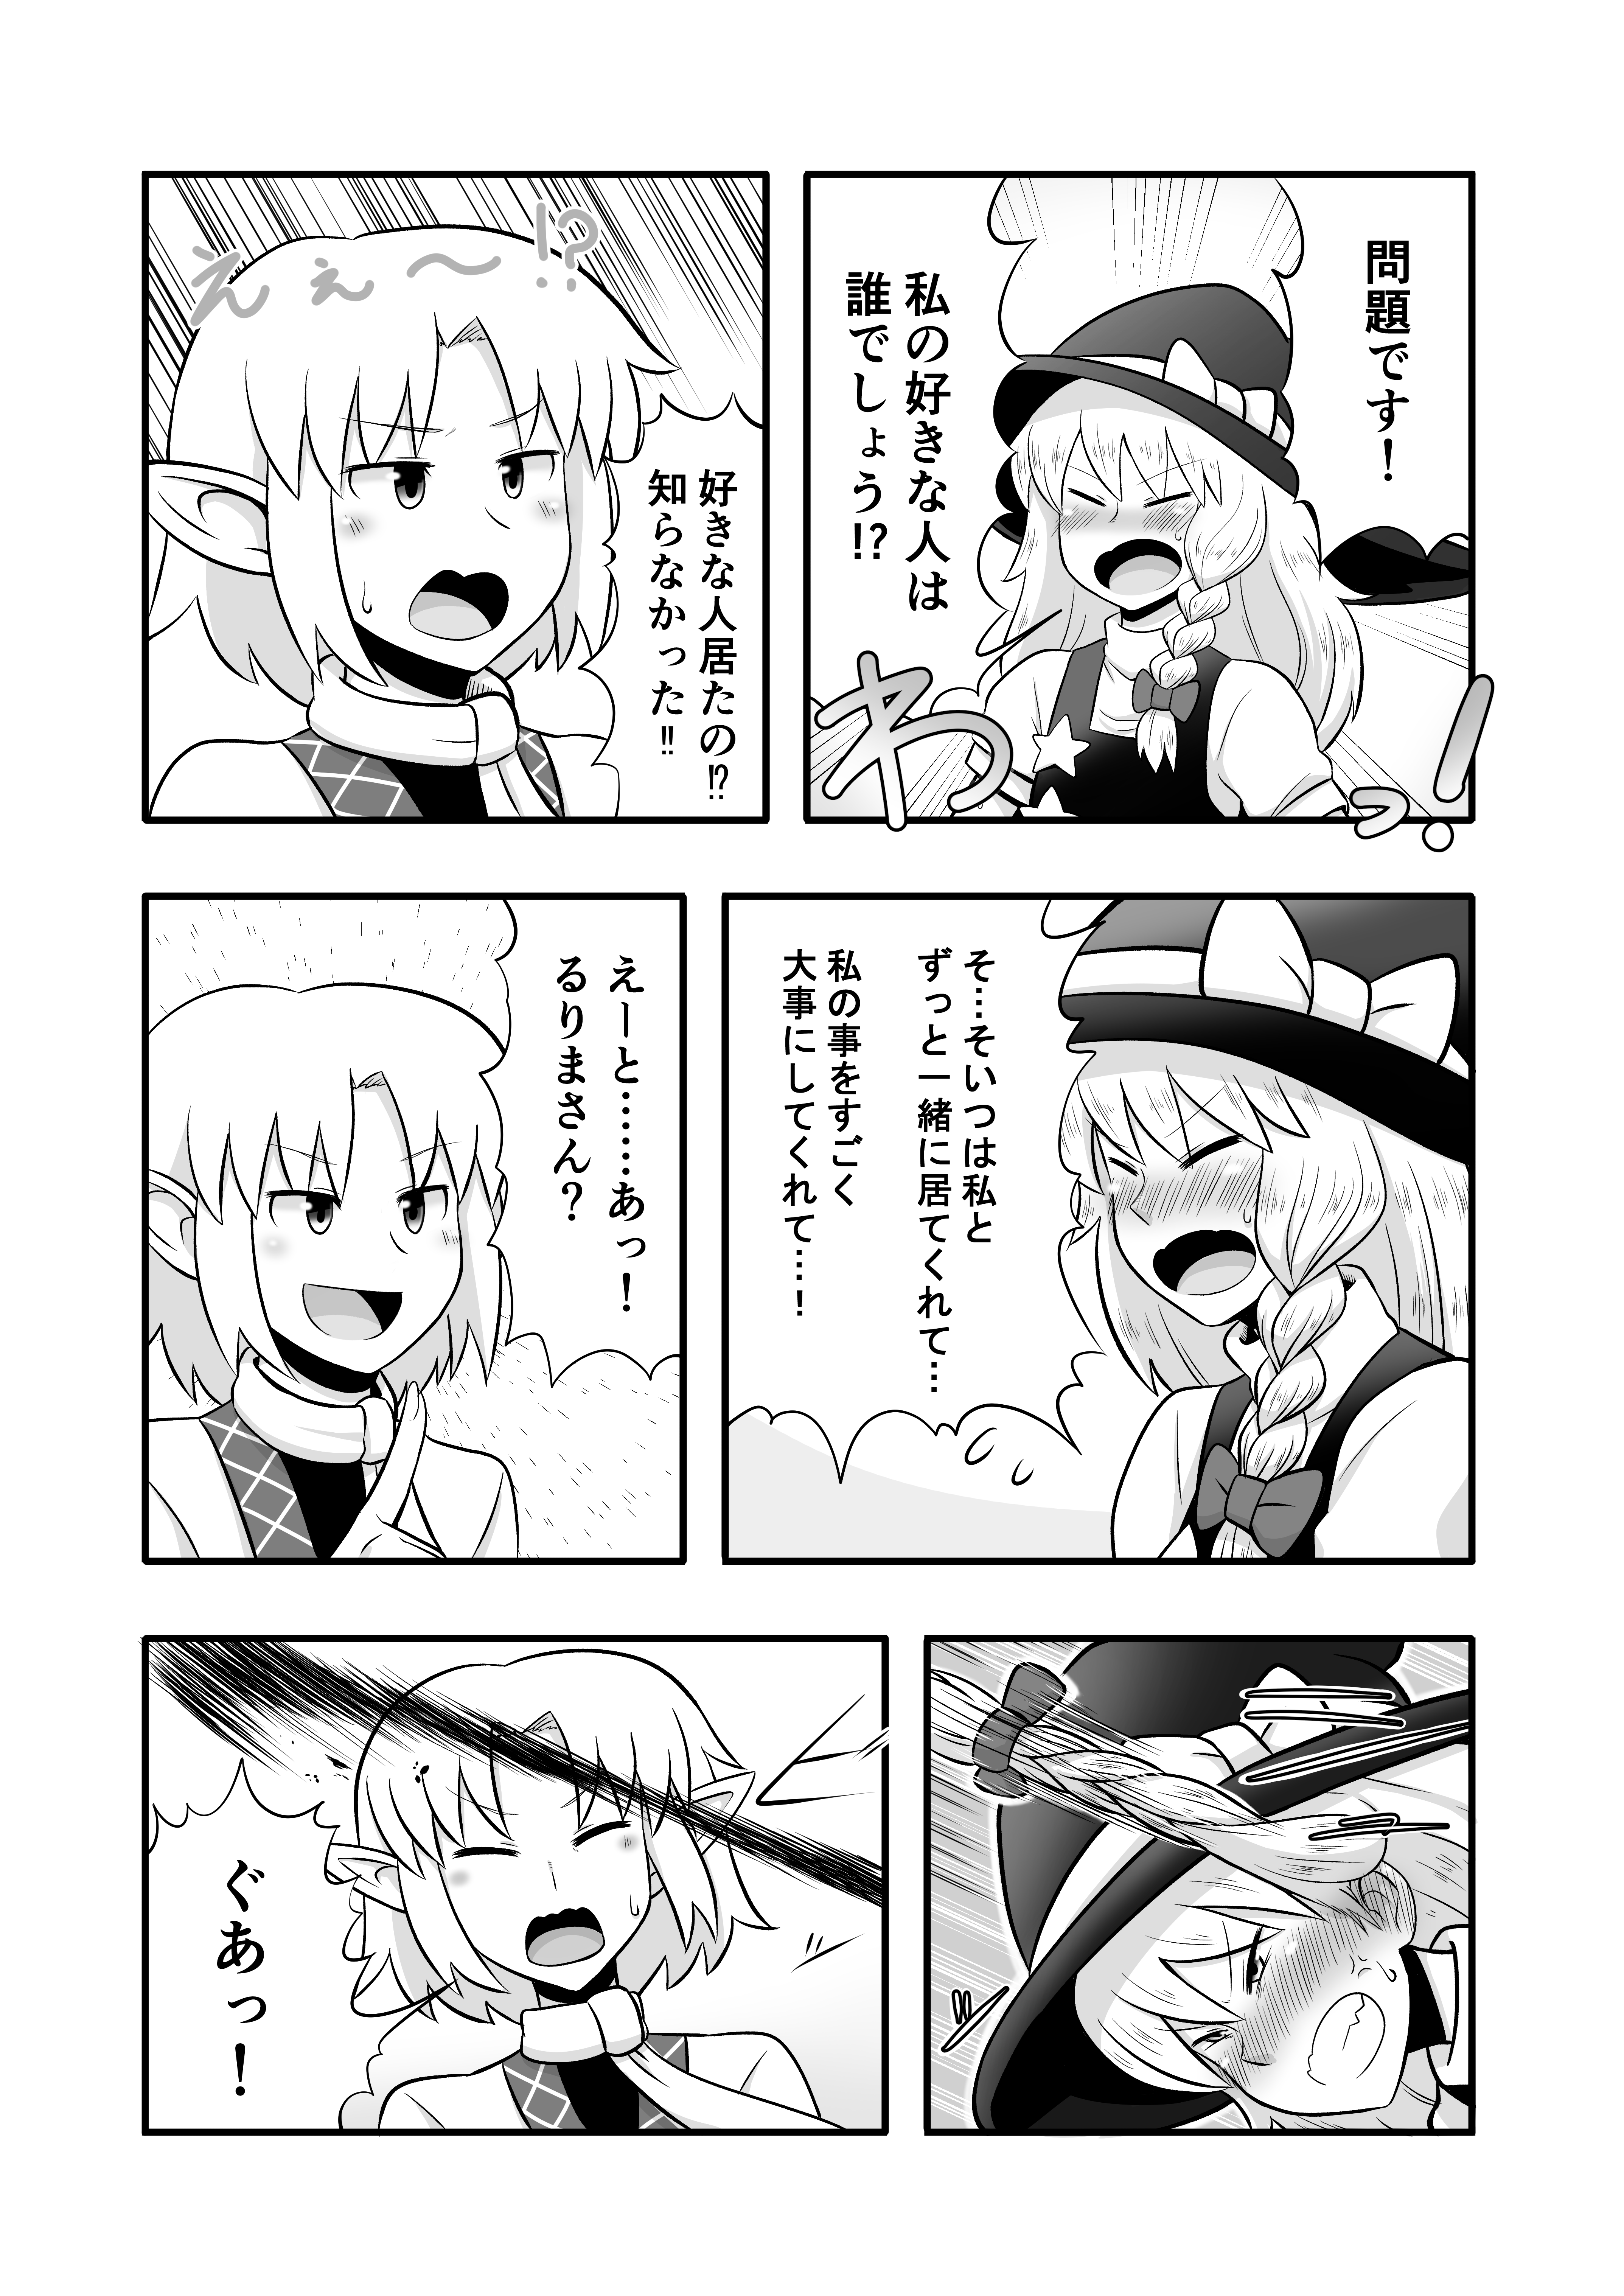 問題です！
私の好きな人は
誰でしょう!?
わっ！
えぇ～!?
好きな人居たの!?
知らなかった!!
そ…そいつは私と
ずっと一緒に居てくれて…
私の事をすごく
大事にしてくれて…！
えーと……あっ！
るりまさん？
ぐあっ！